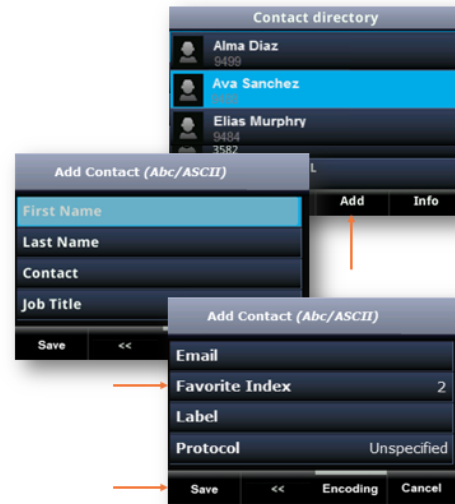 Contact directory
Alma Diaz
9499
Ava Sanchez
Elias Murphry
9484
3582
L
Add Info
Add Contact (Abc/ASCII)
First Name
Last Name
Contact
Job Title
Save <<
Add Contact (Abc/ASCII)
Email
Favorite Index 2
Label
Protocol Unspecified
Save << Encoding Cancel